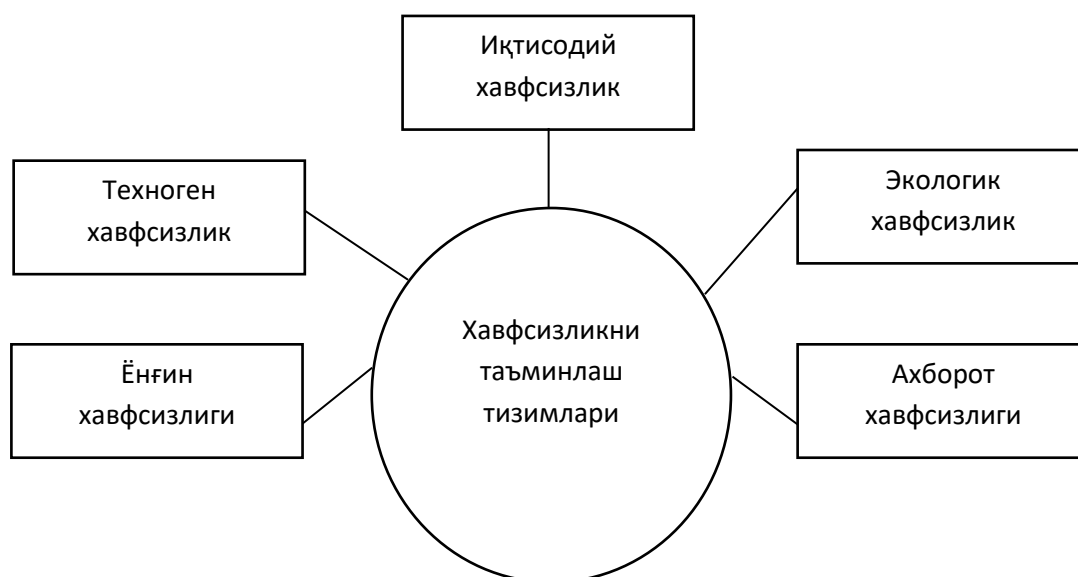 Иқтисодий
хавфсизлик
Техноген
хавфсизлик
Экологик
хавфсизлик
Хавфсизликни
таъминлаш
тизимлари
Ёнғин
хавфсизлиги
Ахборот
хавфсизлиги